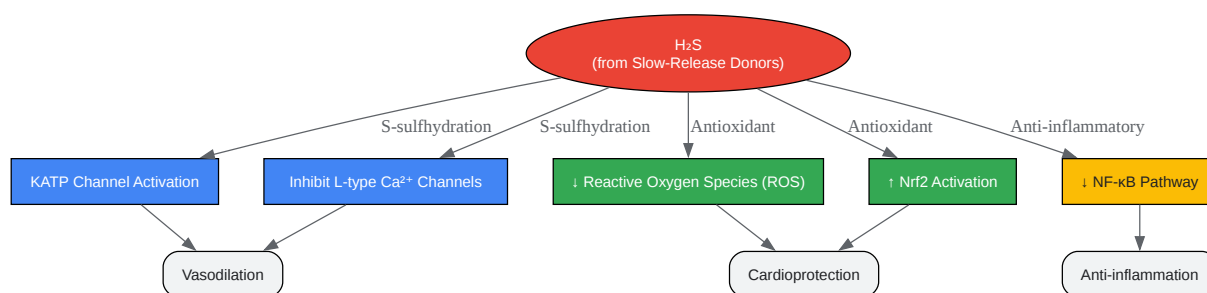 H₂S
(from Slow-Release Donors)
S-sulfhydration
S-sulfhydration
Antioxidant
Antioxidant
Anti-inflammatory
KATP Channel Activation
Inhibit L-type Ca²⁺ Channels
↓ Reactive Oxygen Species (ROS)
↑ Nrf2 Activation
↓ NF-κB Pathway
Vasodilation
Cardioprotection
Anti-inflammation